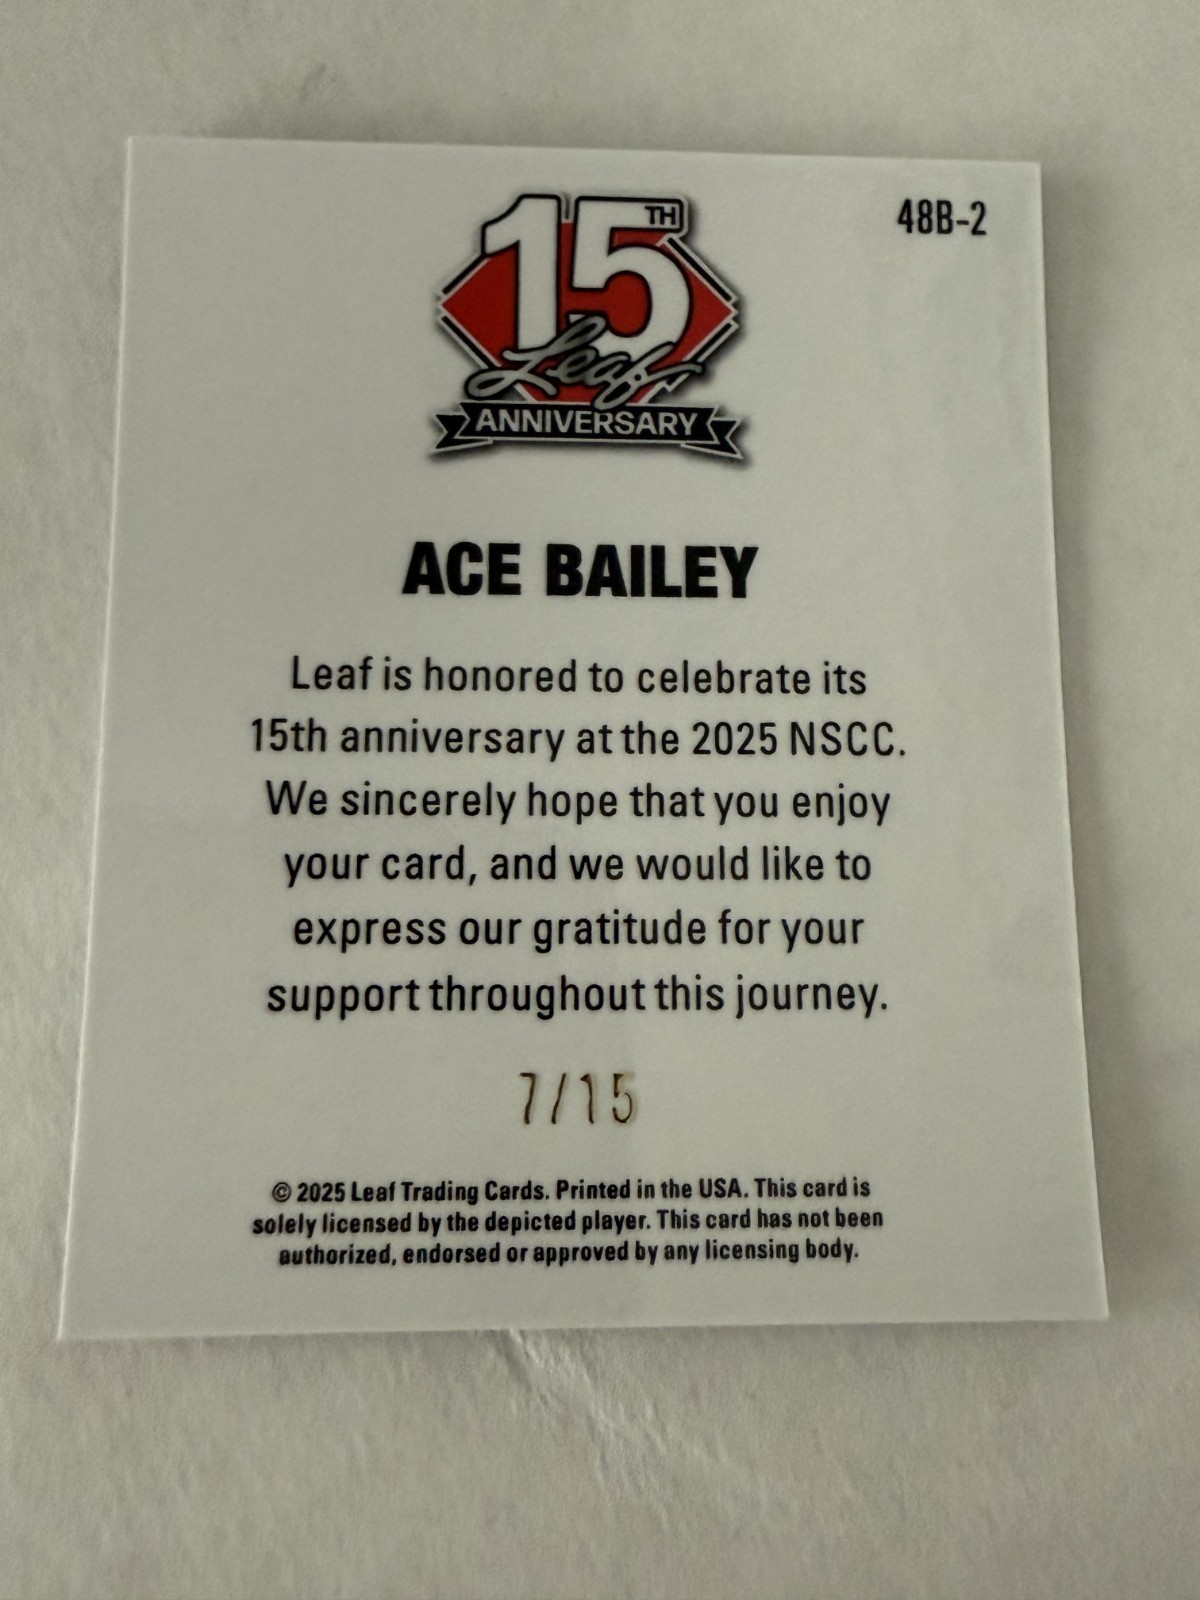 48B-2
15TH
Leaf
ANNIVERSARY
ACE BAILEY
Leaf is honored to celebrate its
15th anniversary at the 2025 NSCC.
We sincerely hope that you enjoy
your card, and we would like to
express our gratitude for your
support throughout this journey.
7/15
© 2025 Leaf Trading Cards. Printed in the USA. This card is
solely licensed by the depicted player. This card has not been
authorized, endorsed or approved by any licensing body.